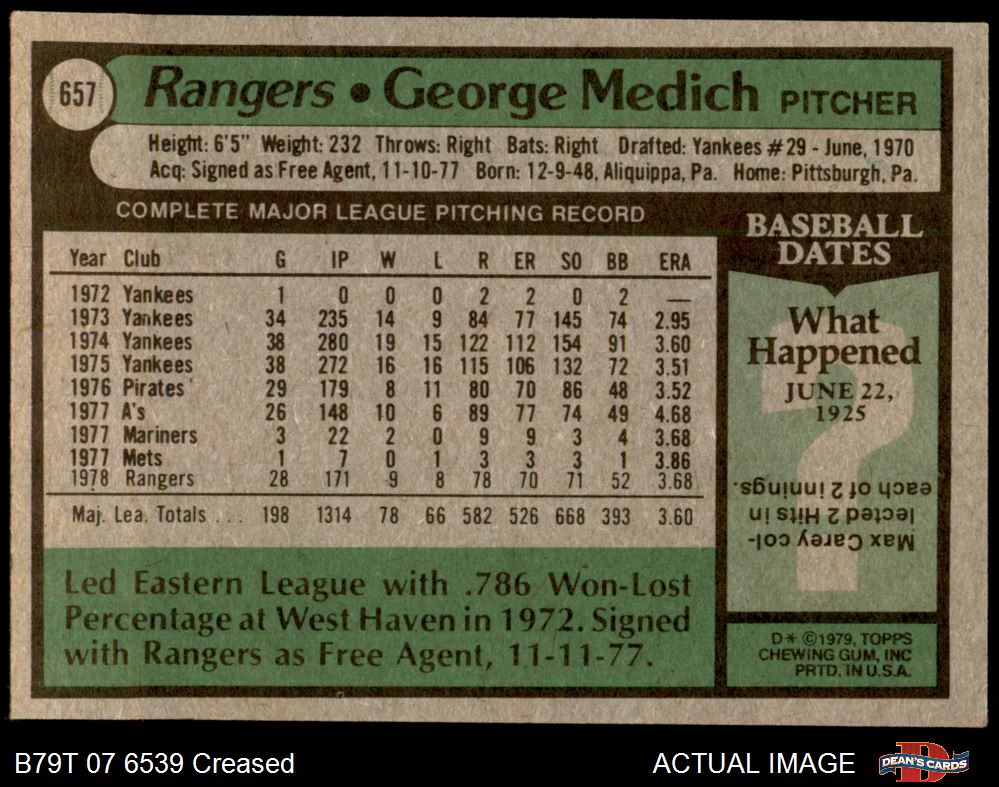 657
Rangers • George Medich PITCHER
Height: 6'5" Weight: 232 Throws: Right Bats: Right Drafted: Yankees #29 - June, 1970
Acq: Signed as Free Agent, 11-10-77 Born: 12-9-48, Aliquippa, Pa. Home: Pittsburgh, Pa.
COMPLETE MAJOR LEAGUE PITCHING RECORD
Year Club G IP W L R ER SO BB ERA
1972 Yankees 1 0 0 0 2 2 0 2 —
1973 Yankees 34 235 14 9 84 77 145 74 2.95
1974 Yankees 38 280 19 15 122 112 154 91 3.60
1975 Yankees 38 272 16 16 115 106 132 72 3.51
1976 Pirates 29 179 8 11 80 70 86 48 3.52
1977 A's 26 148 10 6 89 77 74 49 4.68
1977 Mariners 3 22 2 0 9 9 3 4 3.68
1977 Mets 1 7 0 1 3 3 3 1 3.86
1978 Rangers 28 171 9 8 78 70 71 52 3.68
Maj. Lea. Totals ... 198 1314 78 66 582 526 668 393 3.60
Led Eastern League with .786 Won-Lost
Percentage at West Haven in 1972. Signed
with Rangers as Free Agent, 11-11-77.
BASEBALL
DATES
What
Happened
JUNE 22,
1925
?
Max Carey col-
lected 2 Hits in
each of 2 innings.
D* ©1979, TOPPS
CHEWING GUM, INC
PRTD. IN U.S.A.
B79T 07 6539 Creased
ACTUAL IMAGE
DEAN'S CARDS